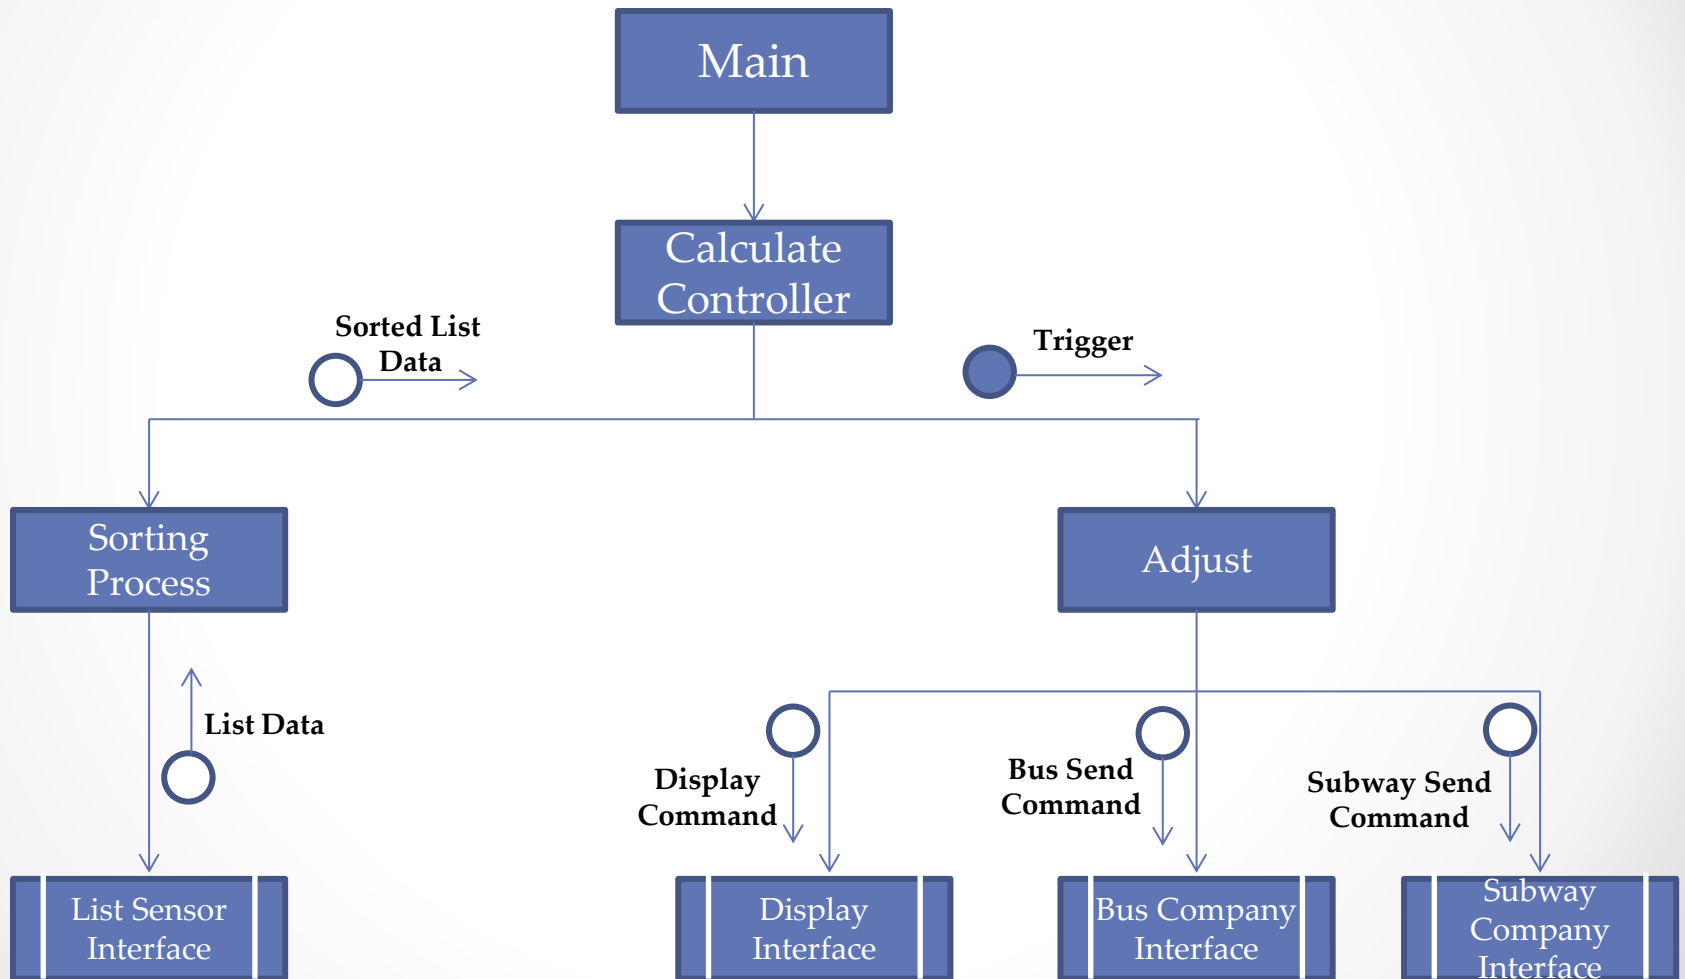 Main
Calculate
Controller
Sorted List
Data
Trigger
Sorting
Process
Adjust
List Data
Display
Command
Bus Send
Command
Subway Send
Command
List Sensor
Interface
Display
Interface
Bus Company
Interface
Subway
Company
Interface